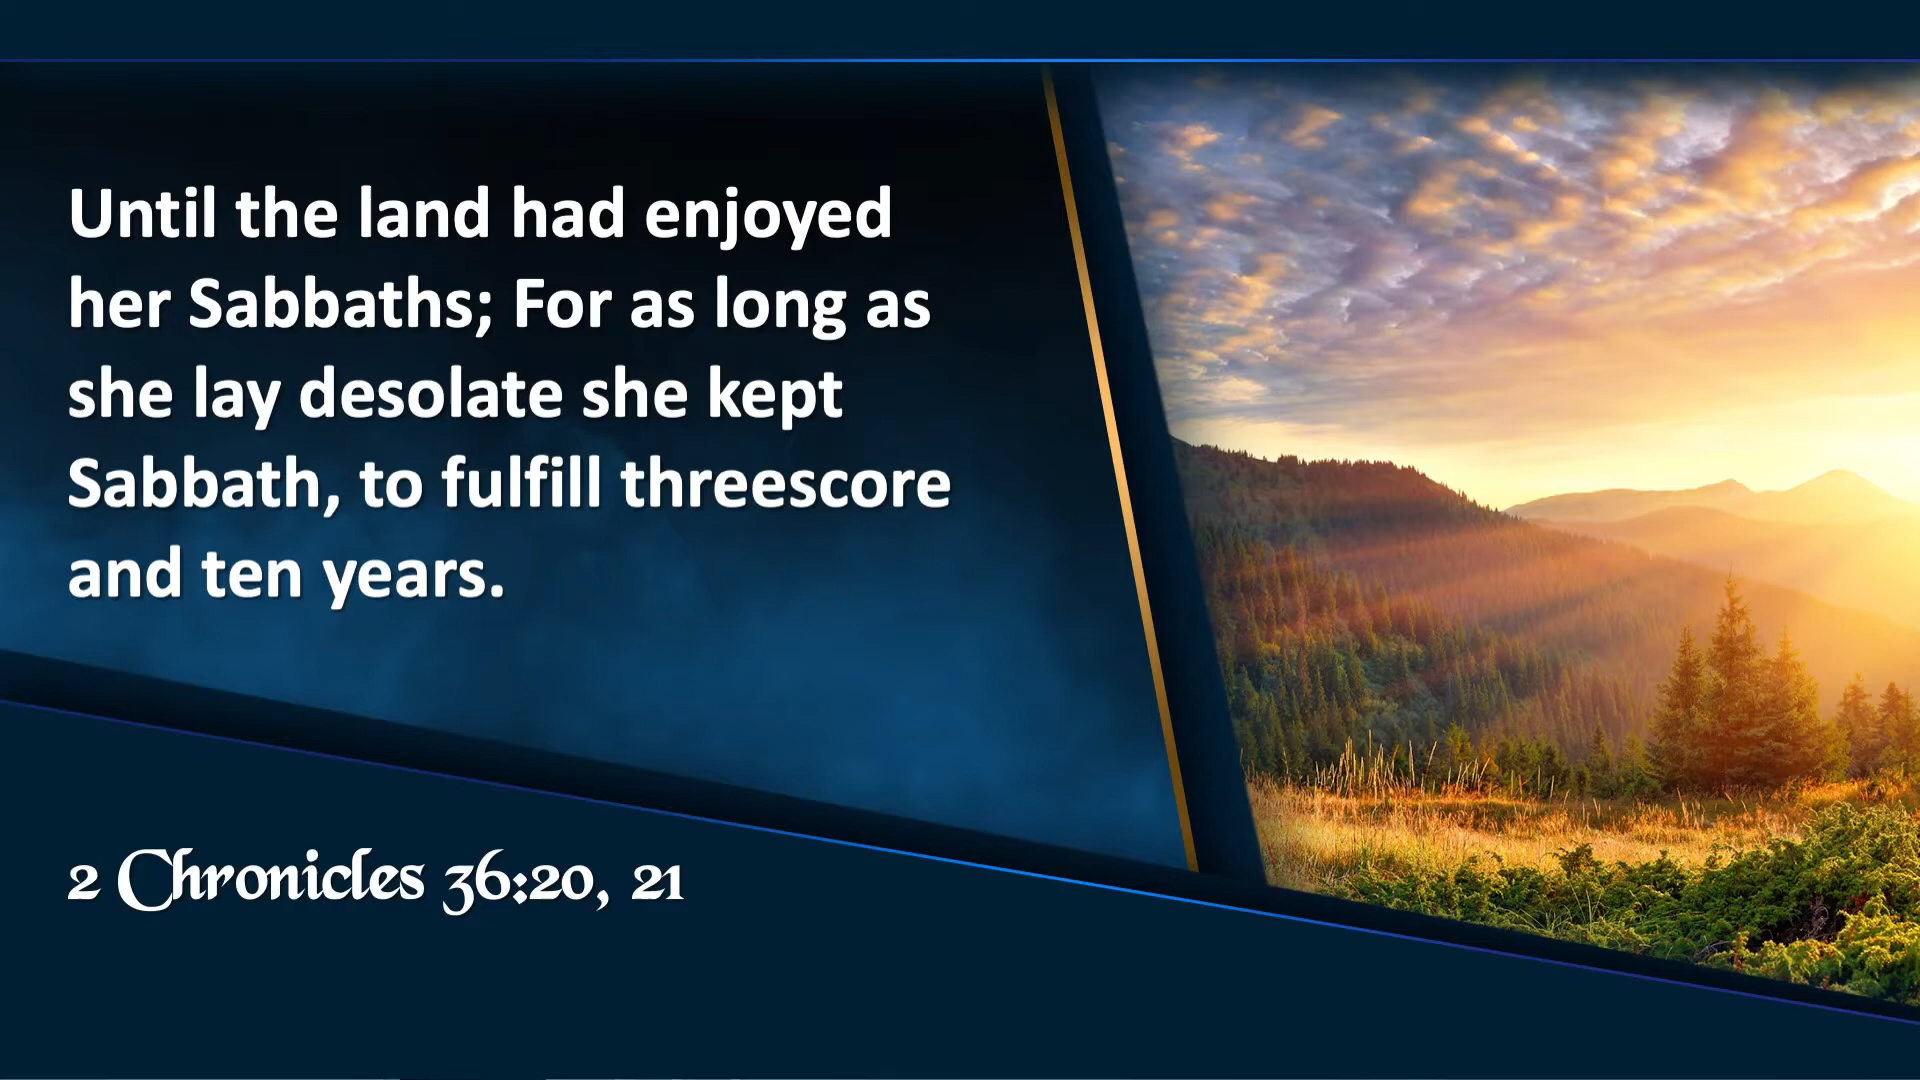 Until the land had enjoyed
her Sabbaths; For as long as
she lay desolate she kept
Sabbath, to fulfill threescore
and ten years.
2 Chronicles 36:20, 21